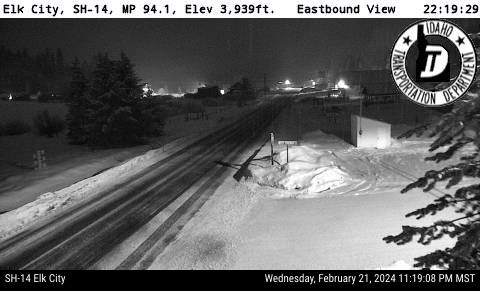 Elk City, SH-14, MP 94.1, Elev 3,939ft. Eastbound View 22:19:29
IDAHO
TRANSPORTATION DEPARTMENT
SH-14 Elk City Wednesday, February 21, 2024 11:19:08 PM MST